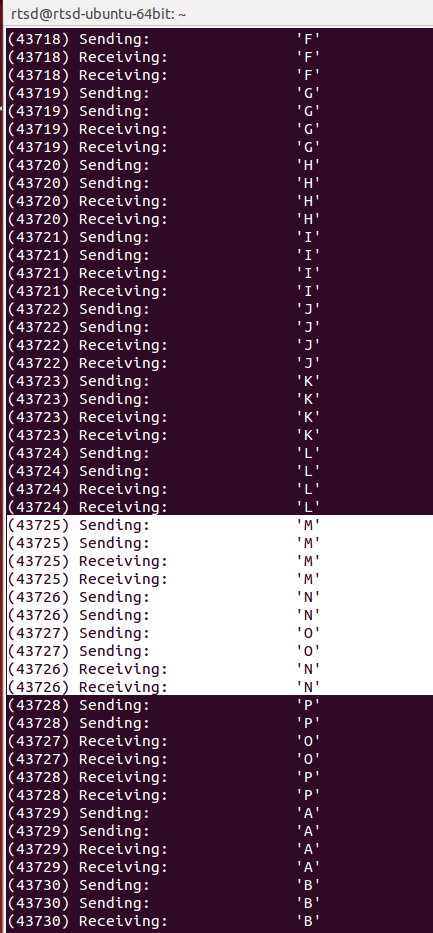 rtsd@rtsd-ubuntu-64bit: ~
(43718) Sending: 'F'
(43718) Receiving: 'F'
(43718) Receiving: 'F'
(43719) Sending: 'G'
(43719) Sending: 'G'
(43719) Receiving: 'G'
(43719) Receiving: 'G'
(43720) Sending: 'H'
(43720) Sending: 'H'
(43720) Receiving: 'H'
(43720) Receiving: 'H'
(43721) Sending: 'I'
(43721) Sending: 'I'
(43721) Receiving: 'I'
(43721) Receiving: 'I'
(43722) Sending: 'J'
(43722) Sending: 'J'
(43722) Receiving: 'J'
(43722) Receiving: 'J'
(43723) Sending: 'K'
(43723) Sending: 'K'
(43723) Receiving: 'K'
(43723) Receiving: 'K'
(43724) Sending: 'L'
(43724) Sending: 'L'
(43724) Receiving: 'L'
(43724) Receiving: 'L'
(43725) Sending: 'M'
(43725) Sending: 'M'
(43725) Receiving: 'M'
(43725) Receiving: 'M'
(43726) Sending: 'N'
(43726) Sending: 'N'
(43727) Sending: 'O'
(43727) Sending: 'O'
(43726) Receiving: 'N'
(43726) Receiving: 'N'
(43728) Sending: 'P'
(43728) Sending: 'P'
(43727) Receiving: 'O'
(43727) Receiving: 'O'
(43728) Receiving: 'P'
(43728) Receiving: 'P'
(43729) Sending: 'A'
(43729) Sending: 'A'
(43729) Receiving: 'A'
(43729) Receiving: 'A'
(43730) Sending: 'B'
(43730) Sending: 'B'
(43730) Receiving: 'B'